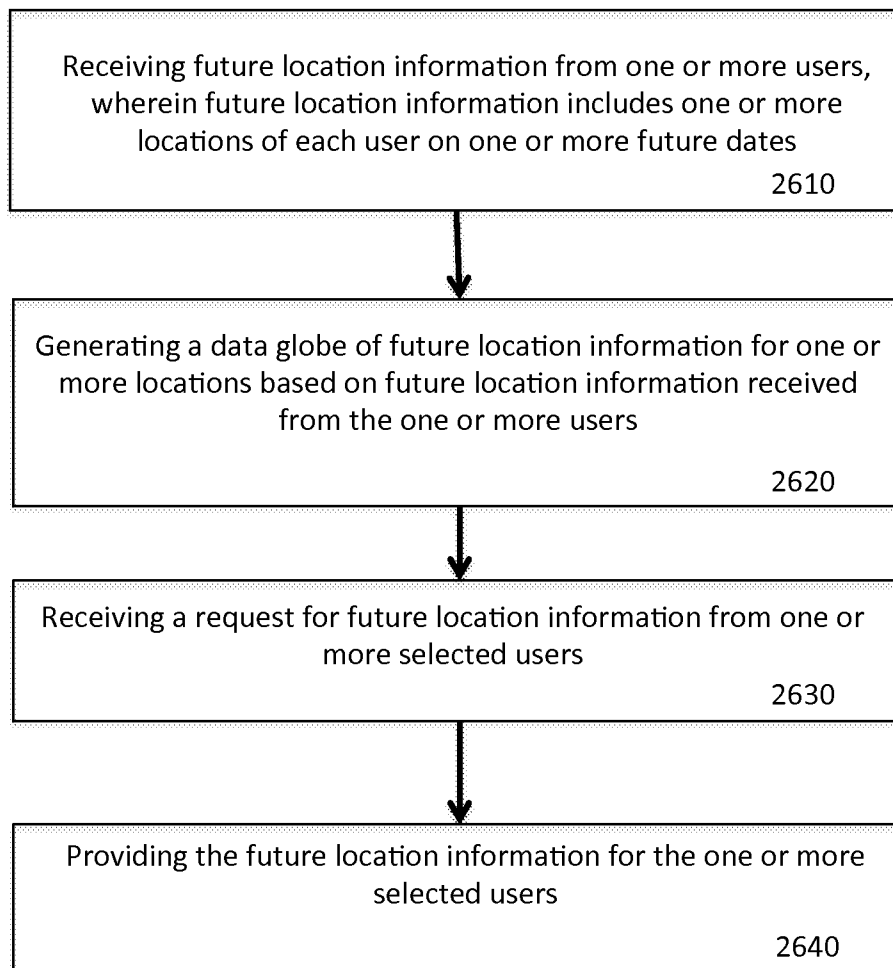 Receiving future location information from one or more users,
wherein future location information includes one or more
locations of each user on one or more future dates
2610
Generating a data globe of future location information for one or
more locations based on future location information received
from the one or more users
2620
Receiving a request for future location information from one or
more selected users
2630
Providing the future location information for the one or more
selected users
2640